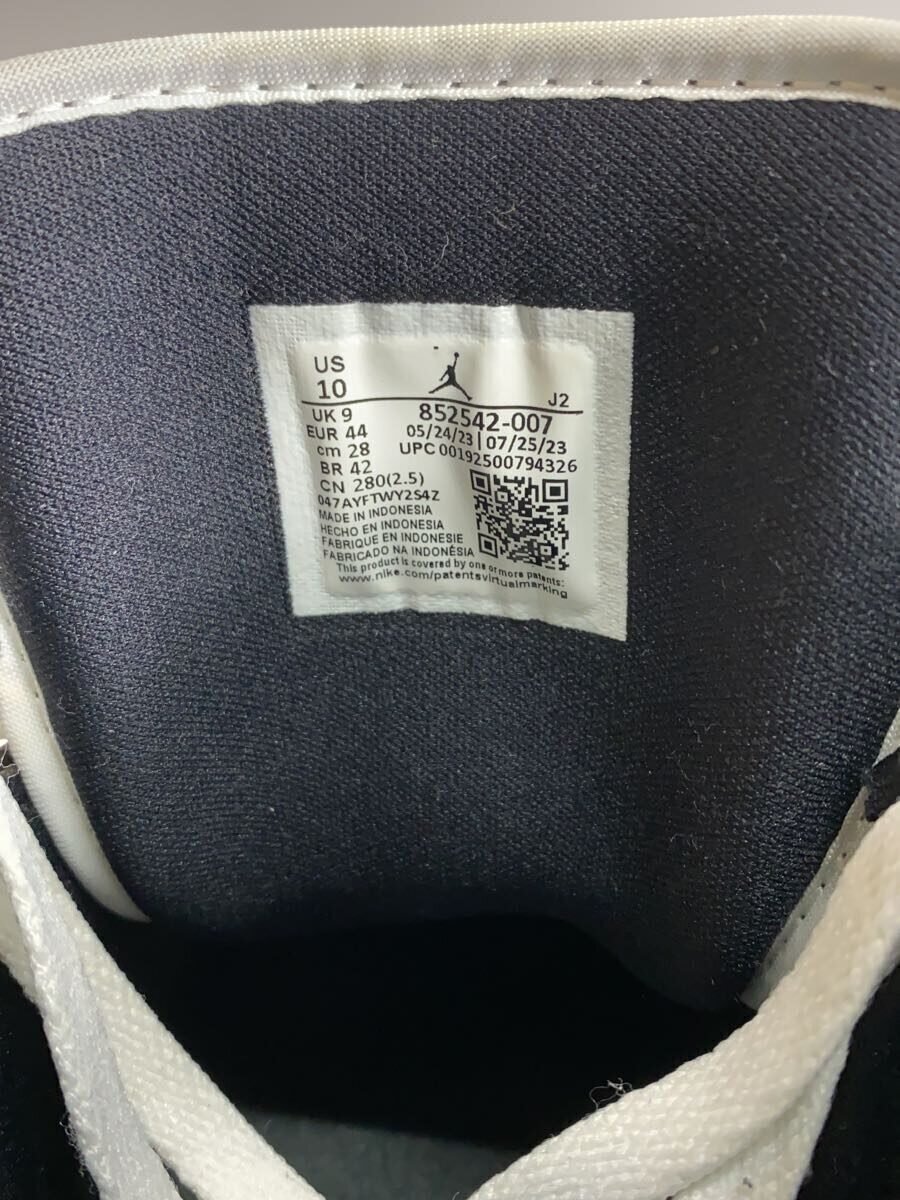 US
10
J2
UK 9
852542-007
EUR 44
05/24/23 | 07/25/23
cm 28
UPC 00192500794326
BR 42
CN 280(2.5)
047AYFTWY2S4Z
MADE IN INDONESIA
HECHO EN INDONESIA
FABRIQUE EN INDONESIE
FABRICADO NA INDONÉSIA
This product is covered by one or more patents:
www.nike.com/patentsvirtualmarking